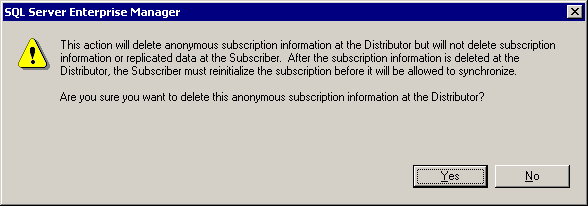 SQL Server Enterprise Manager
This action will delete anonymous subscription information at the Distributor but will not delete subscription
information or replicated data at the Subscriber.  After the subscription information is deleted at the
Distributor, the Subscriber must reinitialize the subscription before it will be allowed to synchronize.
Are you sure you want to delete this anonymous subscription information at the Distributor?
Yes
No